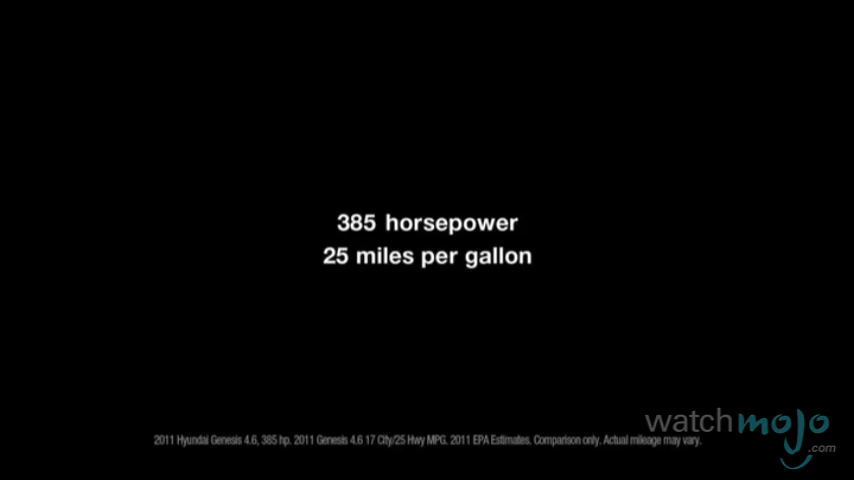 385 horsepower
25 miles per gallon
2011 Hyundai Genesis 4.6, 385 hp. 2011 Genesis 4.6 17 City/25 Hwy MPG. 2011 EPA Estimates. Comparison only. Actual mileage may vary.
watchmojo
.com